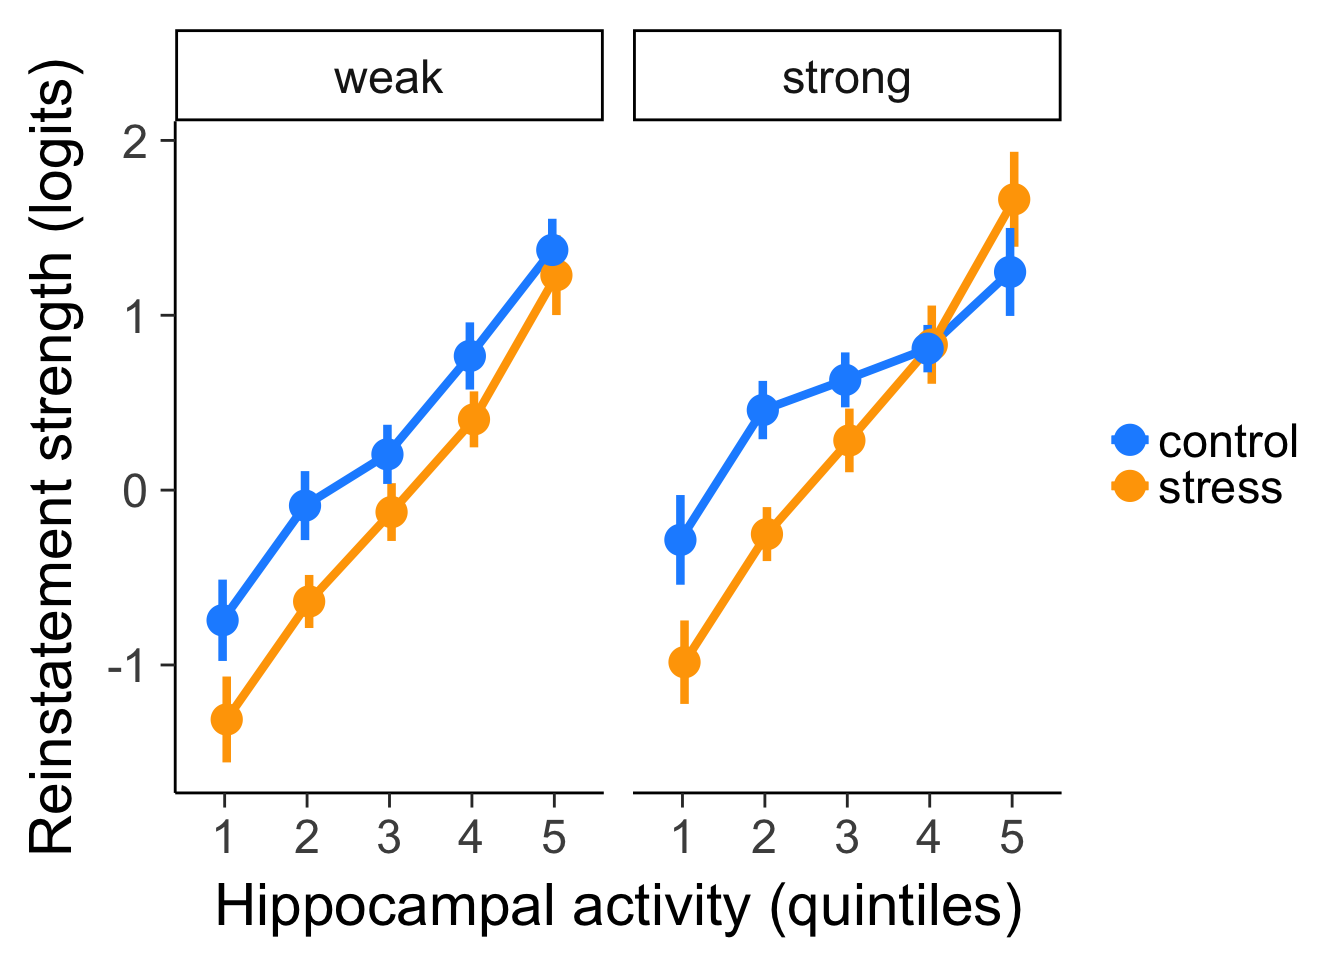 weak
strong
Reinstatement strength (logits)
2
1
0
-1
1 2 3 4 5
1 2 3 4 5
Hippocampal activity (quintiles)
control
stress